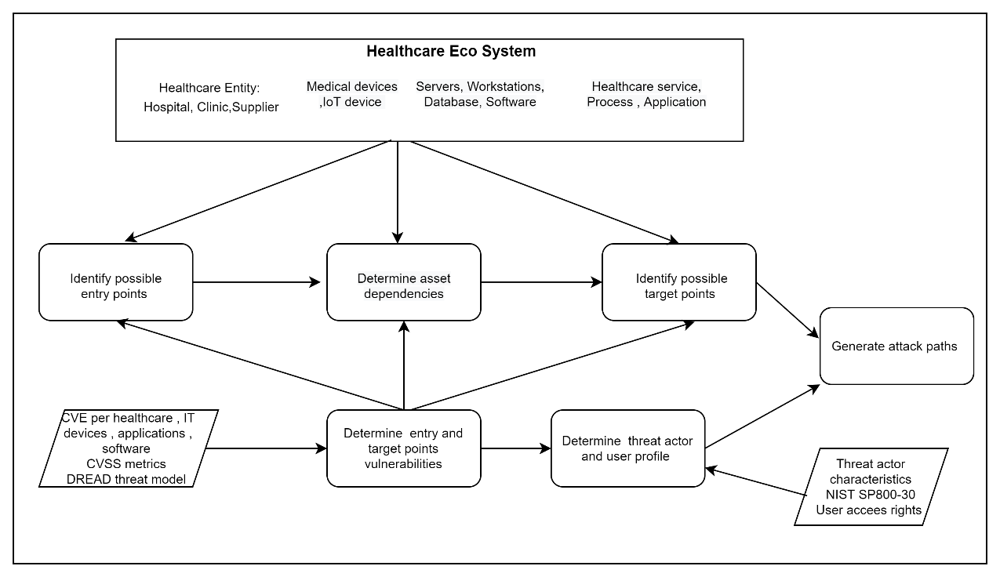 Healthcare Eco System
Healthcare Entity:
Hospital, Clinic,Supplier
Medical devices
,IoT device
Servers, Workstations,
Database, Software
Healthcare service,
Process , Application
Identify possible
entry points
Determine asset
dependencies
Identify possible
target points
Generate attack paths
CVE per healthcare , IT
devices , applications ,
software
CVSS metrics
DREAD threat model
Determine  entry and
target points
vulnerabilities
Determine  threat actor
and user profile
Threat actor
characteristics
NIST SP800-30
User accees rights